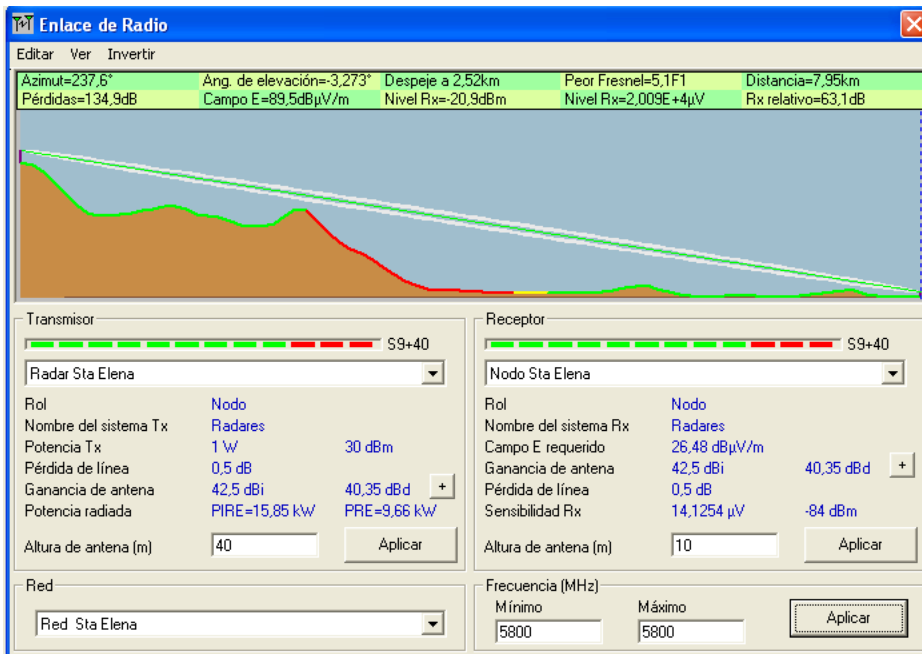 Enlace de Radio
Editar Ver Invertir
Azimut=237,6° Ang. de elevación=-3,273° Despeje a 2,52km Peor Fresnel=5,1F1 Distancia=7,95km
Pérdidas=134,9dB Campo E=89,5dBµV/m Nivel Rx=-20,9dBm Nivel Rx=2,009E+4µV Rx relativo=63,1dB
Transmisor
S9+40
Radar Sta Elena
Rol Nodo
Nombre del sistema Tx Radares
Potencia Tx 1 W 30 dBm
Pérdida de línea 0,5 dB
Ganancia de antena 42,5 dBi 40,35 dBd +
Potencia radiada PIRE=15,85 kW PRE=9,66 kW
Altura de antena (m) 40 Aplicar
Receptor
S9+40
Nodo Sta Elena
Rol Nodo
Nombre del sistema Rx Radares
Campo E requerido 26,48 dBµV/m
Ganancia de antena 42,5 dBi 40,35 dBd +
Pérdida de línea 0,5 dB
Sensibilidad Rx 14,1254 µV -84 dBm
Altura de antena (m) 10 Aplicar
Red
Red Sta Elena
Frecuencia (MHz)
Mínimo Máximo
5800 5800 Aplicar